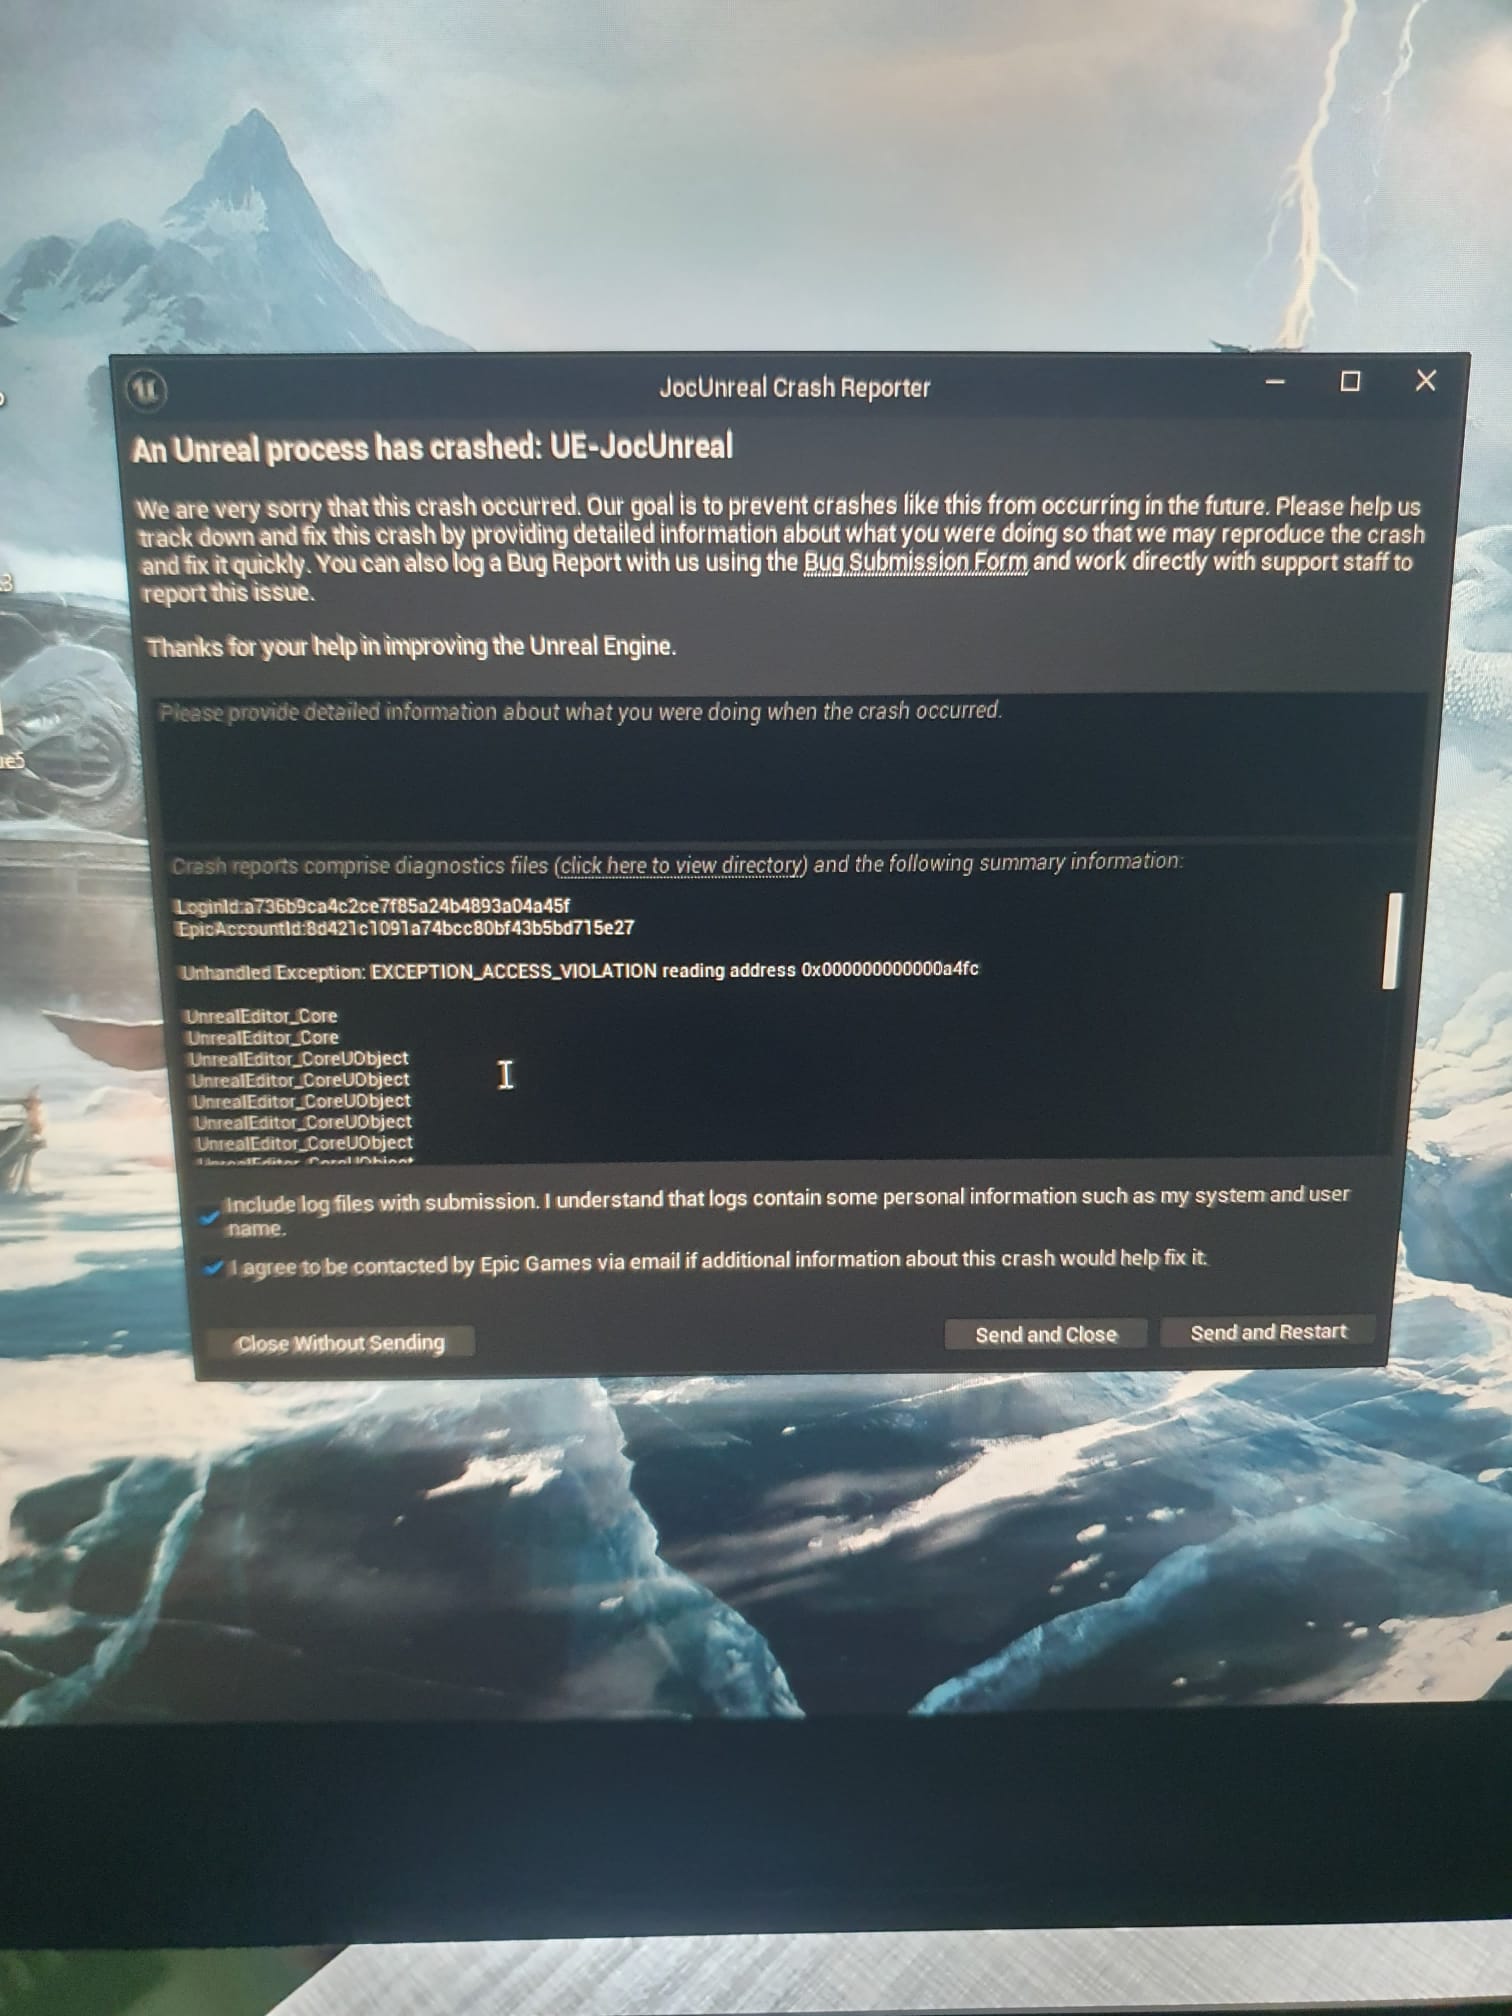 JocUnreal Crash Reporter
An Unreal process has crashed: UE-JocUnreal
We are very sorry that this crash occurred. Our goal is to prevent crashes like this from occurring in the future. Please help us
track down and fix this crash by providing detailed information about what you were doing so that we may reproduce the crash
and fix it quickly. You can also log a Bug Report with us using the Bug Submission Form and work directly with support staff to
report this issue.
Thanks for your help in improving the Unreal Engine.
Please provide detailed information about what you were doing when the crash occurred.
Crash reports comprise diagnostics files (click here to view directory) and the following summary information:
LoginId:a736b9ca4c2ce7f85a24b4893a04a45f
EpicAccountId:8d421c1091a74bcc80bf43b5bd715e27
Unhandled Exception: EXCEPTION_ACCESS_VIOLATION reading address 0x000000000000a4fc
UnrealEditor_Core
UnrealEditor_Core
UnrealEditor_CoreUObject
UnrealEditor_CoreUObject
UnrealEditor_CoreUObject
UnrealEditor_CoreUObject
UnrealEditor_CoreUObject
UnrealEditor_CoreUObject
Include log files with submission. I understand that logs contain some personal information such as my system and user
name.
I agree to be contacted by Epic Games via email if additional information about this crash would help fix it.
Close Without Sending
Send and Close
Send and Restart